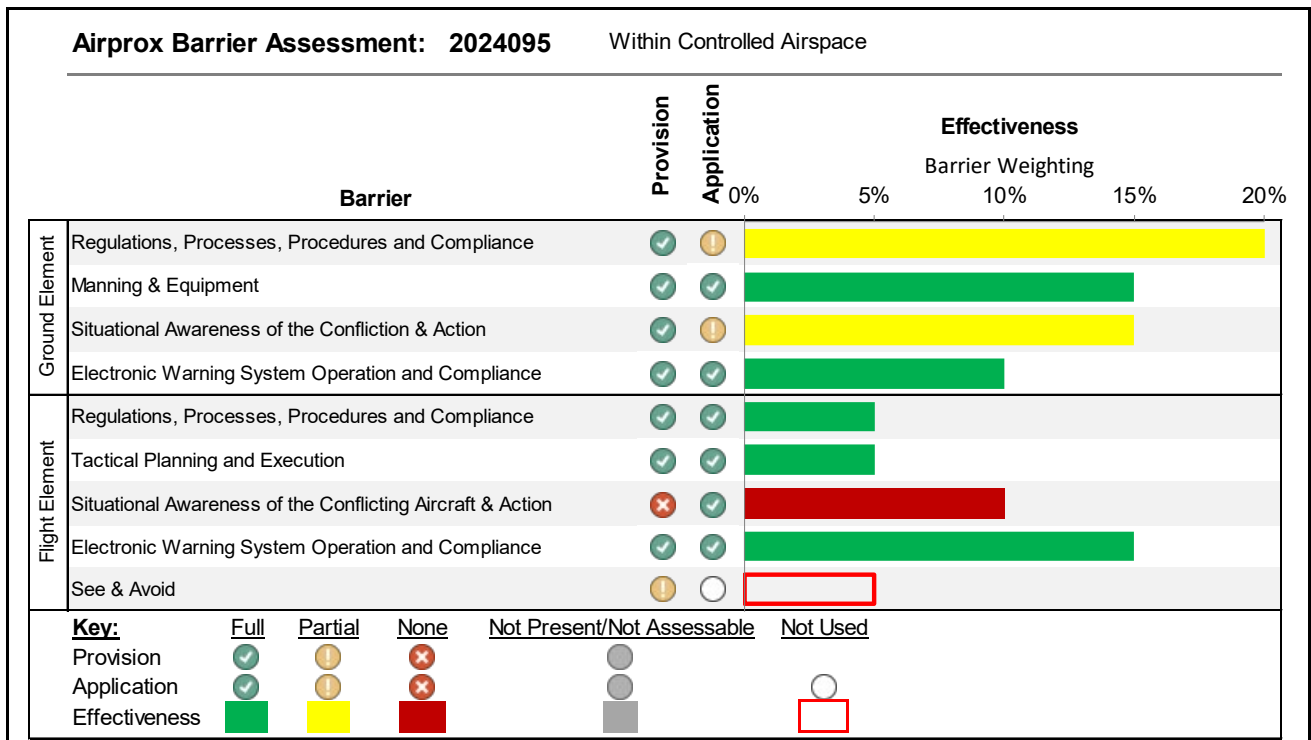 Airprox Barrier Assessment: 2024095 Within Controlled Airspace
Provision
Application
Effectiveness
Barrier Weighting
Barrier
0% 5% 10% 15% 20%
Ground Element
Regulations, Processes, Procedures and Compliance
Manning & Equipment
Situational Awareness of the Confliction & Action
Electronic Warning System Operation and Compliance
Flight Element
Regulations, Processes, Procedures and Compliance
Tactical Planning and Execution
Situational Awareness of the Conflicting Aircraft & Action
Electronic Warning System Operation and Compliance
See & Avoid
Key: Full Partial None Not Present/Not Assessable Not Used
Provision
Application
Effectiveness